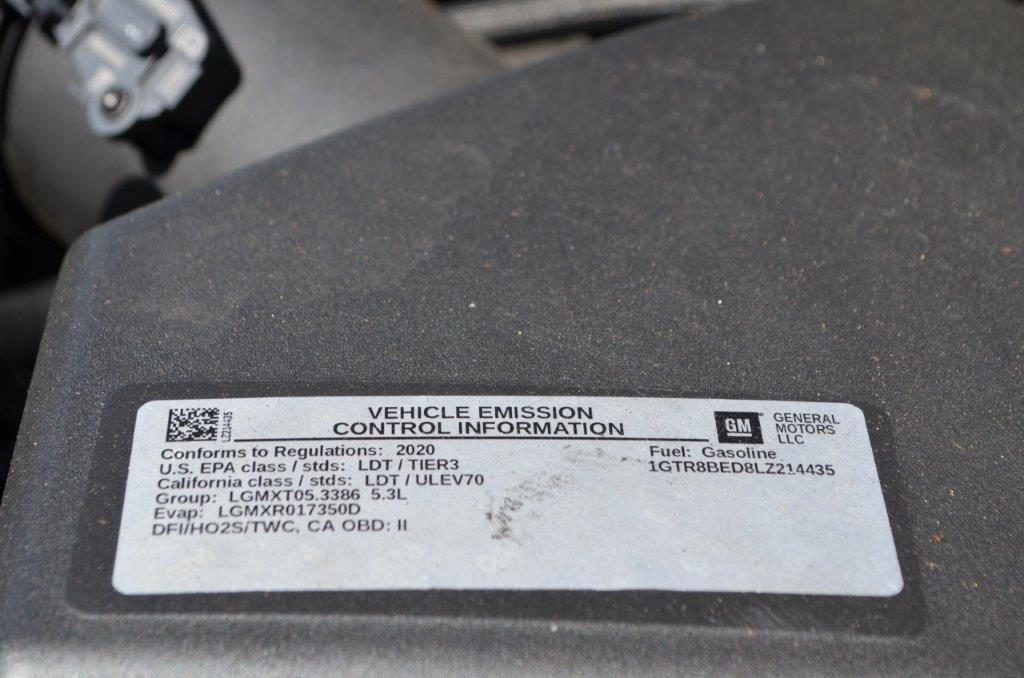 VEHICLE EMISSION
CONTROL INFORMATION
LZ214435
GM
GENERAL
MOTORS
LLC
Conforms to Regulations: 2020
U.S. EPA class / stds: LDT / TIER3
California class / stds: LDT / ULEV70
Group: LGMXT05.3386 5.3L
Evap: LGMXR017350D
DFI/HO2S/TWC, CA OBD: II
Fuel: Gasoline
1GTR8BED8LZ214435